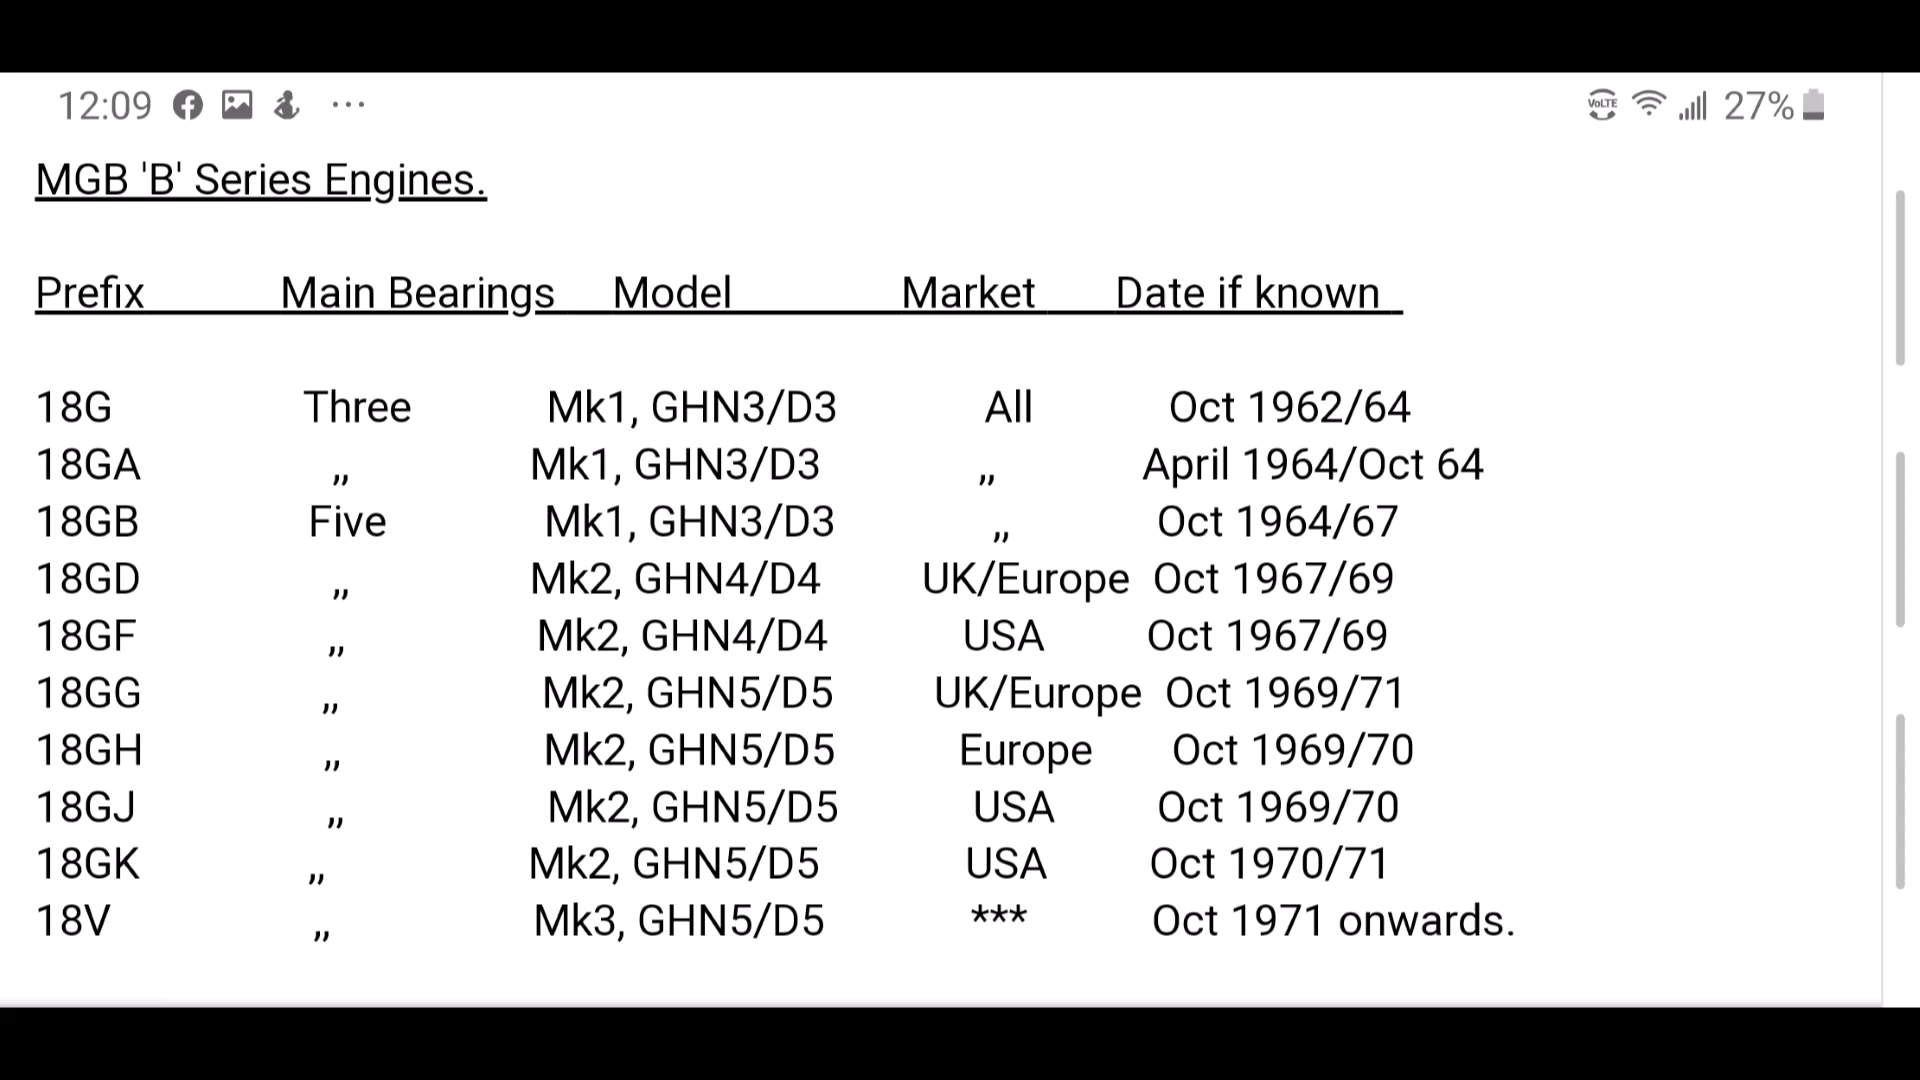 12:09 ... VoLTE 27%
MGB 'B' Series Engines.
Prefix Main Bearings Model Market Date if known
18G Three Mk1, GHN3/D3 All Oct 1962/64
18GA ,, Mk1, GHN3/D3 ,, April 1964/Oct 64
18GB Five Mk1, GHN3/D3 ,, Oct 1964/67
18GD ,, Mk2, GHN4/D4 UK/Europe Oct 1967/69
18GF ,, Mk2, GHN4/D4 USA Oct 1967/69
18GG ,, Mk2, GHN5/D5 UK/Europe Oct 1969/71
18GH ,, Mk2, GHN5/D5 Europe Oct 1969/70
18GJ ,, Mk2, GHN5/D5 USA Oct 1969/70
18GK ,, Mk2, GHN5/D5 USA Oct 1970/71
18V ,, Mk3, GHN5/D5 *** Oct 1971 onwards.